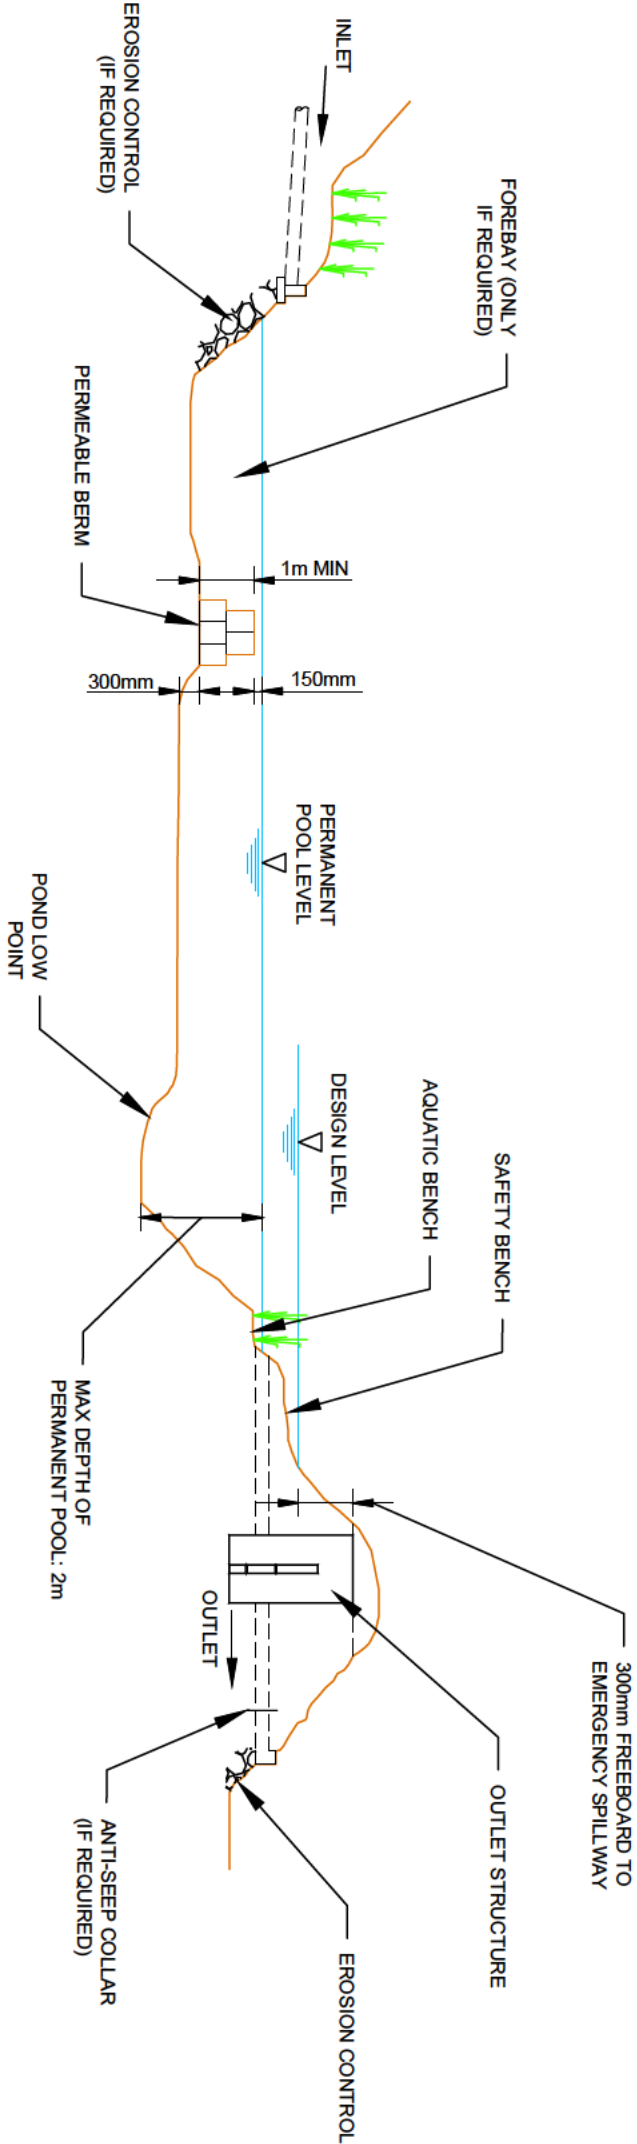 INLET
EROSION CONTROL
(IF REQUIRED)
FOREBAY (ONLY
IF REQUIRED)
PERMEABLE BERM
1m MIN
300mm
150mm
PERMANENT
POOL LEVEL
POND LOW
POINT
DESIGN LEVEL
AQUATIC BENCH
SAFETY BENCH
MAX DEPTH OF
PERMANENT POOL: 2m
300mm FREEBOARD TO
EMERGENCY SPILLWAY
OUTLET STRUCTURE
OUTLET
ANTI-SEEP COLLAR
(IF REQUIRED)
EROSION CONTROL